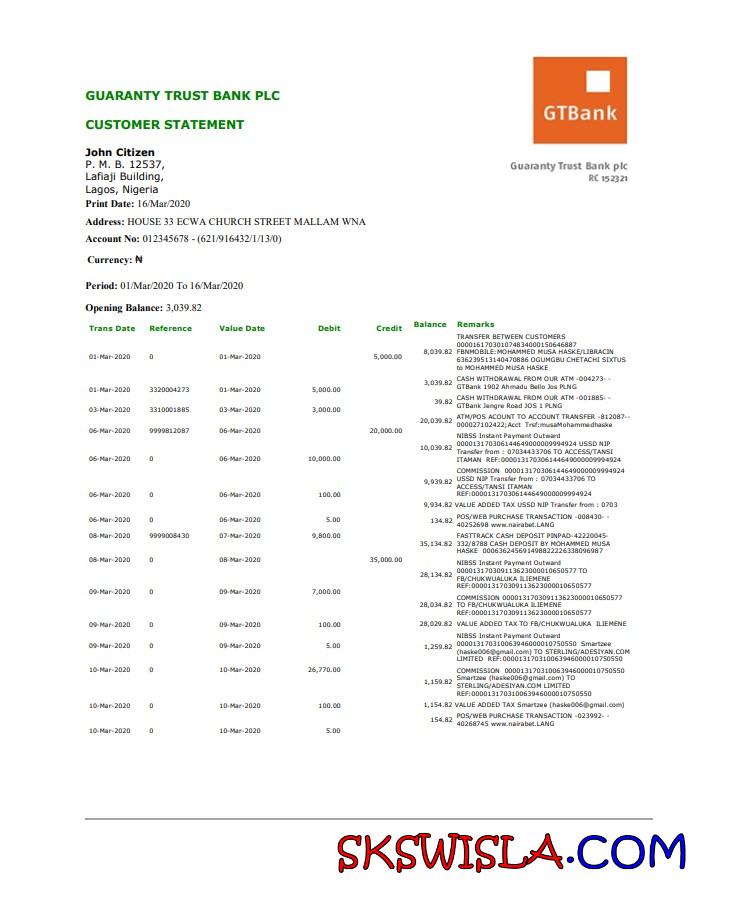 GTBank
Guaranty Trust Bank plc
RC 152321
GUARANTY TRUST BANK PLC
CUSTOMER STATEMENT
John Citizen
P. M. B. 12537,
Lafiaji Building,
Lagos, Nigeria
Print Date: 16/Mar/2020
Address: HOUSE 33 ECWA CHURCH STREET MALLAM WNA
Account No: 012345678 - (621/916432/1/13/0)
Currency: ₦
Period: 01/Mar/2020 To 16/Mar/2020
Opening Balance: 3,039.82
Trans Date Reference Value Date Debit Credit Balance Remarks
TRANSFER BETWEEN CUSTOMERS
000016170301074834000150646887
01-Mar-2020 0 01-Mar-2020 5,000.00 8,039.82 FBNMOBILE:MOHAMMED MUSA HASKE/LIBRACIN
636239513140470886 OGUMGBU CHETACHI SIXTUS
to MOHAMMED MUSA HASKE
01-Mar-2020 3320004273 01-Mar-2020 5,000.00 3,039.82 CASH WITHDRAWAL FROM OUR ATM -004273- -
GTBank 1902 Ahmadu Bello Jos PLNG
03-Mar-2020 3310001885 03-Mar-2020 3,000.00 39.82 CASH WITHDRAWAL FROM OUR ATM -001885- -
GTBank Jengre Road JOS 1 PLNG
06-Mar-2020 9999812087 06-Mar-2020 20,000.00 20,039.82 ATM/POS ACOUNT TO ACCOUNT TRANSFER -812087--
000027102422;Acct Trsf:musaMohammedhaske
NIBSS Instant Payment Outward
06-Mar-2020 0 06-Mar-2020 10,000.00 10,039.82 000013170306144649000009994924 USSD NIP
Transfer from : 07034433706 TO ACCESS/TANSI
ITAMAN REF:000013170306144649000009994924
COMMISSION 000013170306144649000009994924
06-Mar-2020 0 06-Mar-2020 100.00 9,939.82 USSD NIP Transfer from : 07034433706 TO
ACCESS/TANSI ITAMAN
REF:000013170306144649000009994924
06-Mar-2020 0 06-Mar-2020 5.00 9,934.82 VALUE ADDED TAX USSD NIP Transfer from : 0703
08-Mar-2020 9999008430 07-Mar-2020 9,800.00 134.82 POS/WEB PURCHASE TRANSACTION -008430- -
40252698 www.nairabet.LANG
FASTTRACK CASH DEPOSIT PINPAD-42220045-
08-Mar-2020 0 08-Mar-2020 35,000.00 35,134.82 332/8788 CASH DEPOSIT BY MOHAMMED MUSA
HASKE 000636245691498822226338096987
NIBSS Instant Payment Outward
09-Mar-2020 0 09-Mar-2020 7,000.00 28,134.82 000013170309113623000010650577 TO
FB/CHUKWUALUKA ILIEMENE
REF:000013170309113623000010650577
COMMISSION 000013170309113623000010650577
09-Mar-2020 0 09-Mar-2020 100.00 28,034.82 TO FB/CHUKWUALUKA ILIEMENE
REF:000013170309113623000010650577
09-Mar-2020 0 09-Mar-2020 5.00 28,029.82 VALUE ADDED TAX TO FB/CHUKWUALUKA ILIEMENE
NIBSS Instant Payment Outward
10-Mar-2020 0 10-Mar-2020 26,770.00 1,259.82 000013170310063946000010750550 Smartzee
(haske006@gmail.com) TO STERLING/ADESIYAN.COM
LIMITED REF:000013170310063946000010750550
COMMISSION 000013170310063946000010750550
10-Mar-2020 0 10-Mar-2020 100.00 1,159.82 Smartzee (haske006@gmail.com) TO
STERLING/ADESIYAN.COM LIMITED
REF:000013170310063946000010750550
10-Mar-2020 0 10-Mar-2020 5.00 1,154.82 VALUE ADDED TAX Smartzee (haske006@gmail.com)
154.82 POS/WEB PURCHASE TRANSACTION -023992- -
40268745 www.nairabet.LANG
SKSWISLA.COM